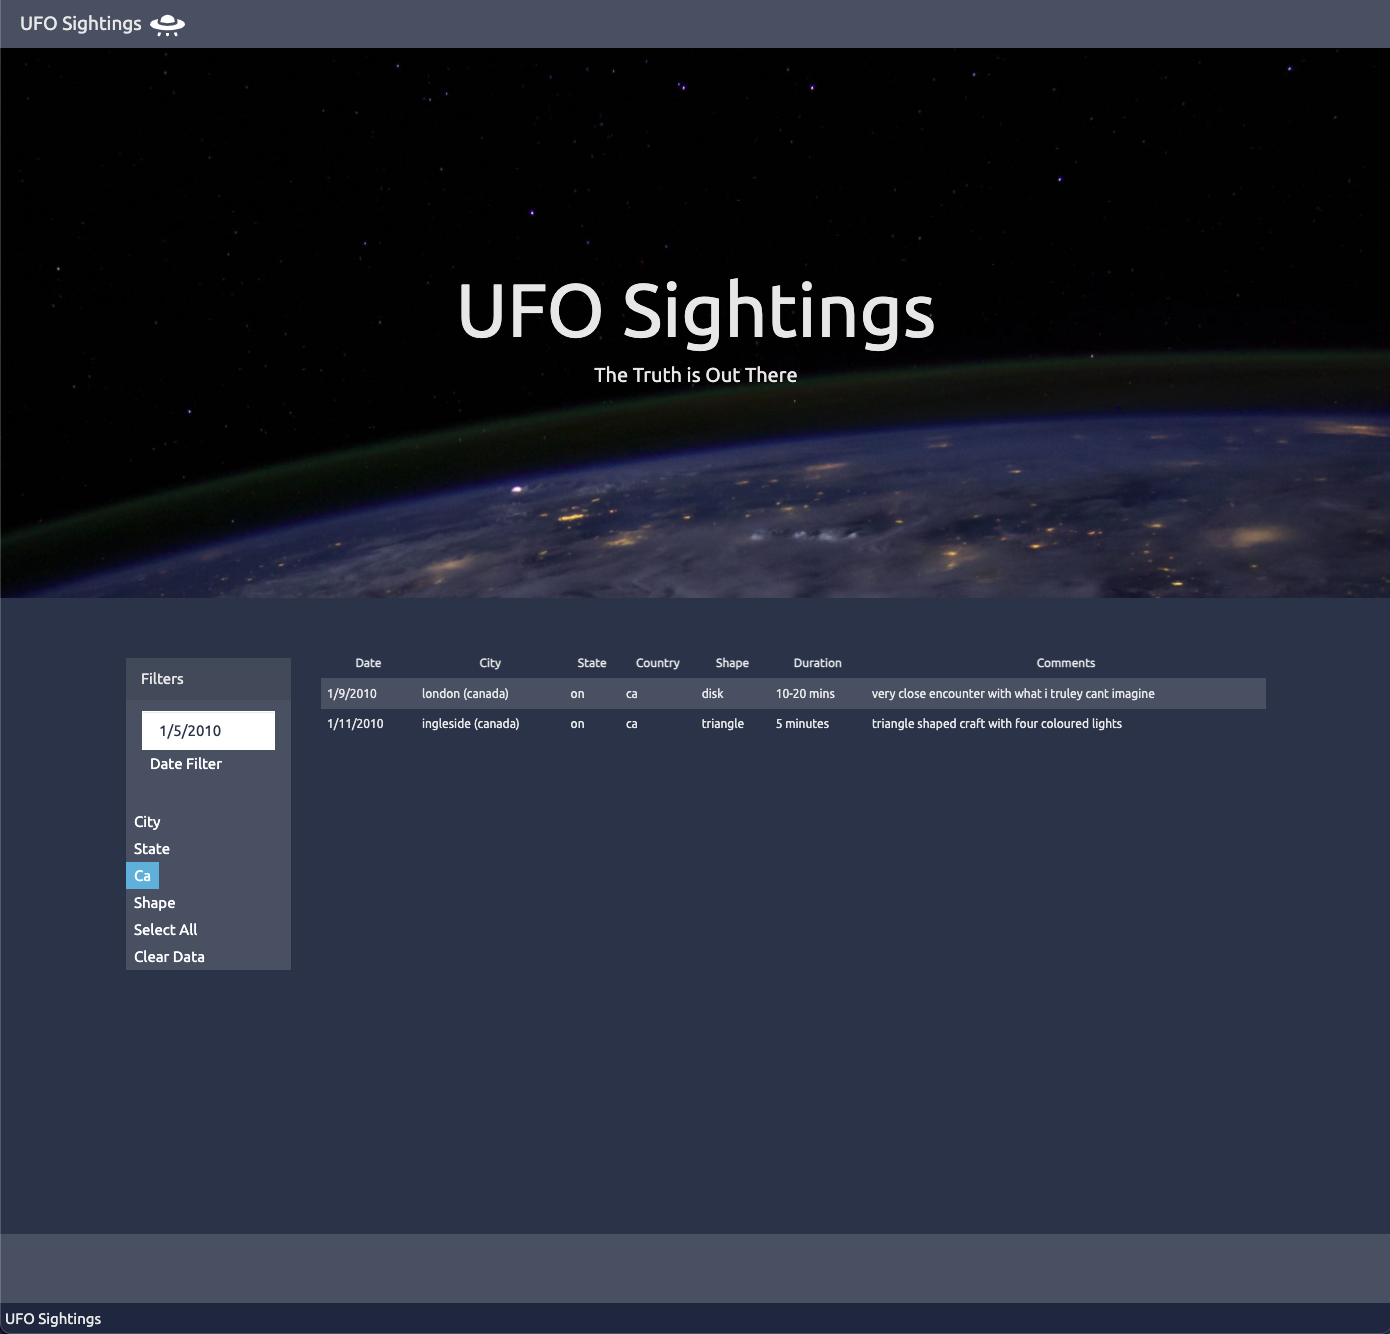 UFO Sightings
UFO Sightings
The Truth is Out There
Filters
1/5/2010
Date Filter
City
State
Ca
Shape
Select All
Clear Data
Date City State Country Shape Duration Comments
1/9/2010 london (canada) on ca disk 10-20 mins very close encounter with what i truley cant imagine
1/11/2010 ingleside (canada) on ca triangle 5 minutes triangle shaped craft with four coloured lights
UFO Sightings